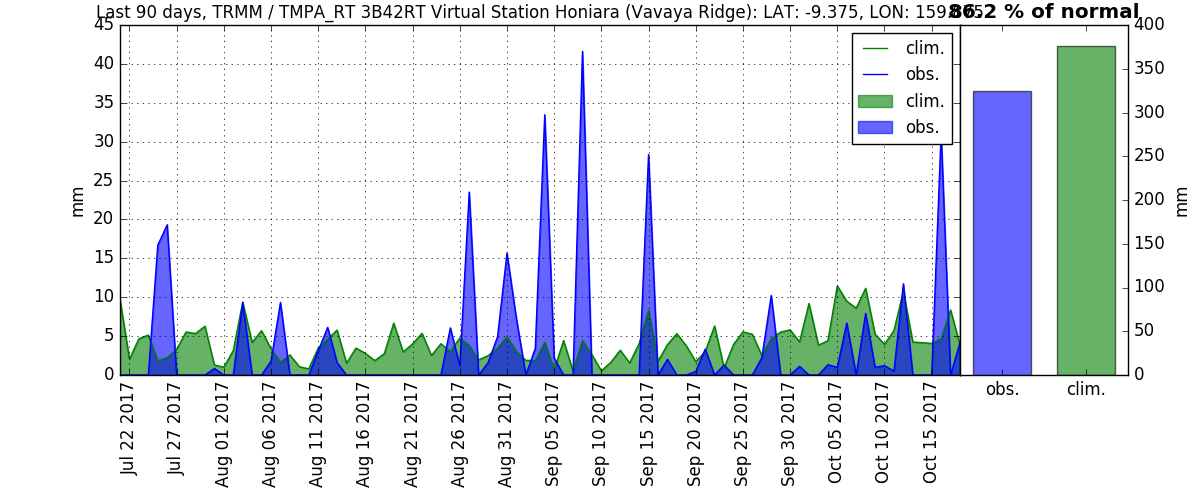 Last 90 days, TRMM / TMPA_RT 3B42RT Virtual Station Honiara (Vavaya Ridge): LAT: -9.375, LON:
86.2 % of normal
45
40
35
30
25
20
15
10
5
0
mm
clim.
obs.
clim.
obs.
400
350
300
250
200
150
100
50
0
mm
Jul 22 2017
Jul 27 2017
Aug 01 2017
Aug 06 2017
Aug 11 2017
Aug 16 2017
Aug 21 2017
Aug 26 2017
Aug 31 2017
Sep 05 2017
Sep 10 2017
Sep 15 2017
Sep 20 2017
Sep 25 2017
Sep 30 2017
Oct 05 2017
Oct 10 2017
Oct 15 2017
obs.
clim.